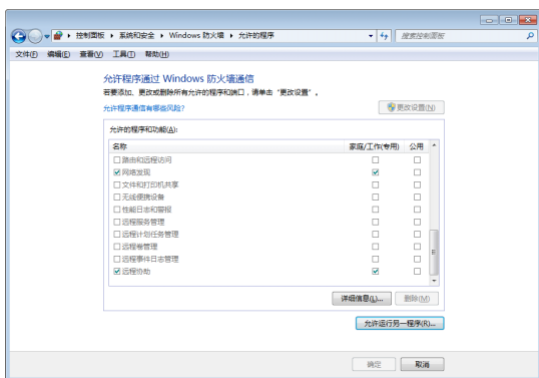 控制面板 ▸ 系统和安全 ▸ Windows 防火墙 ▸ 允许的程序
搜索控制面板
文件(F) 编辑(E) 查看(V) 工具(T) 帮助(H)
允许程序通过 Windows 防火墙通信
若要添加、更改或删除所有允许的程序和端口，请单击“更改设置”。
允许程序通信有哪些风险?
更改设置(N)
允许的程序和功能(A):
名称 家庭/工作(专用) 公用
路由和远程访问
网络发现
文件和打印机共享
无线便携设备
性能日志和警报
远程服务管理
远程计划任务管理
远程卷管理
远程事件日志管理
远程协助
详细信息(L)... 删除(M)
允许运行另一程序(R)...
确定 取消